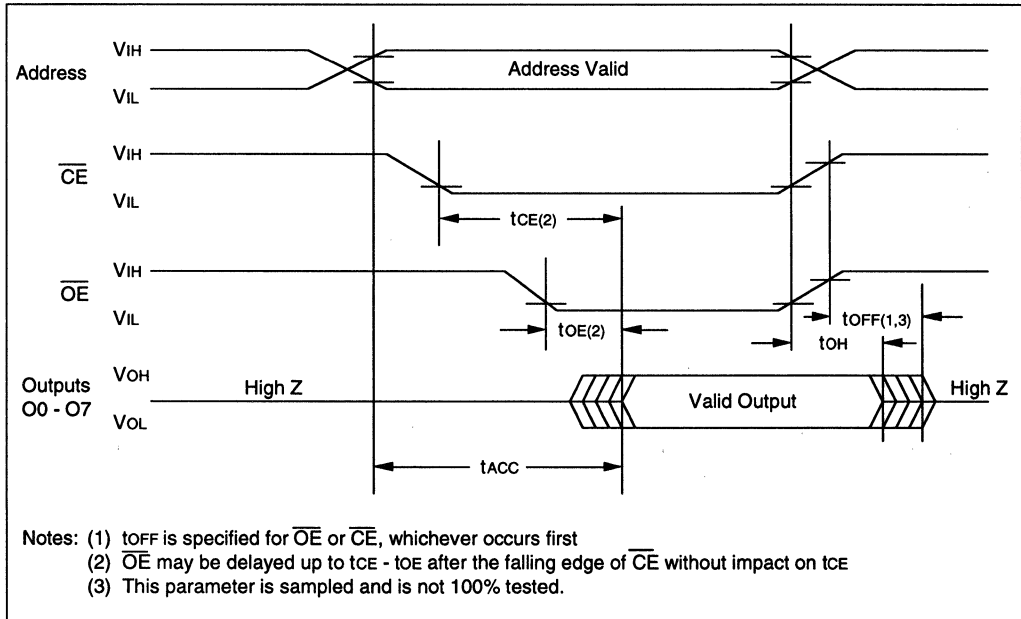 Address
VIH
VIL
Address Valid
CE
VIH
VIL
tCE(2)
OE
VIH
VIL
tOE(2)
tOFF(1,3)
tOH
Outputs
O0 - O7
VOH
VOL
High Z
Valid Output
High Z
tACC
Notes: (1) tOFF is specified for OE or CE, whichever occurs first
(2) OE may be delayed up to tCE - tOE after the falling edge of CE without impact on tCE
(3) This parameter is sampled and is not 100% tested.